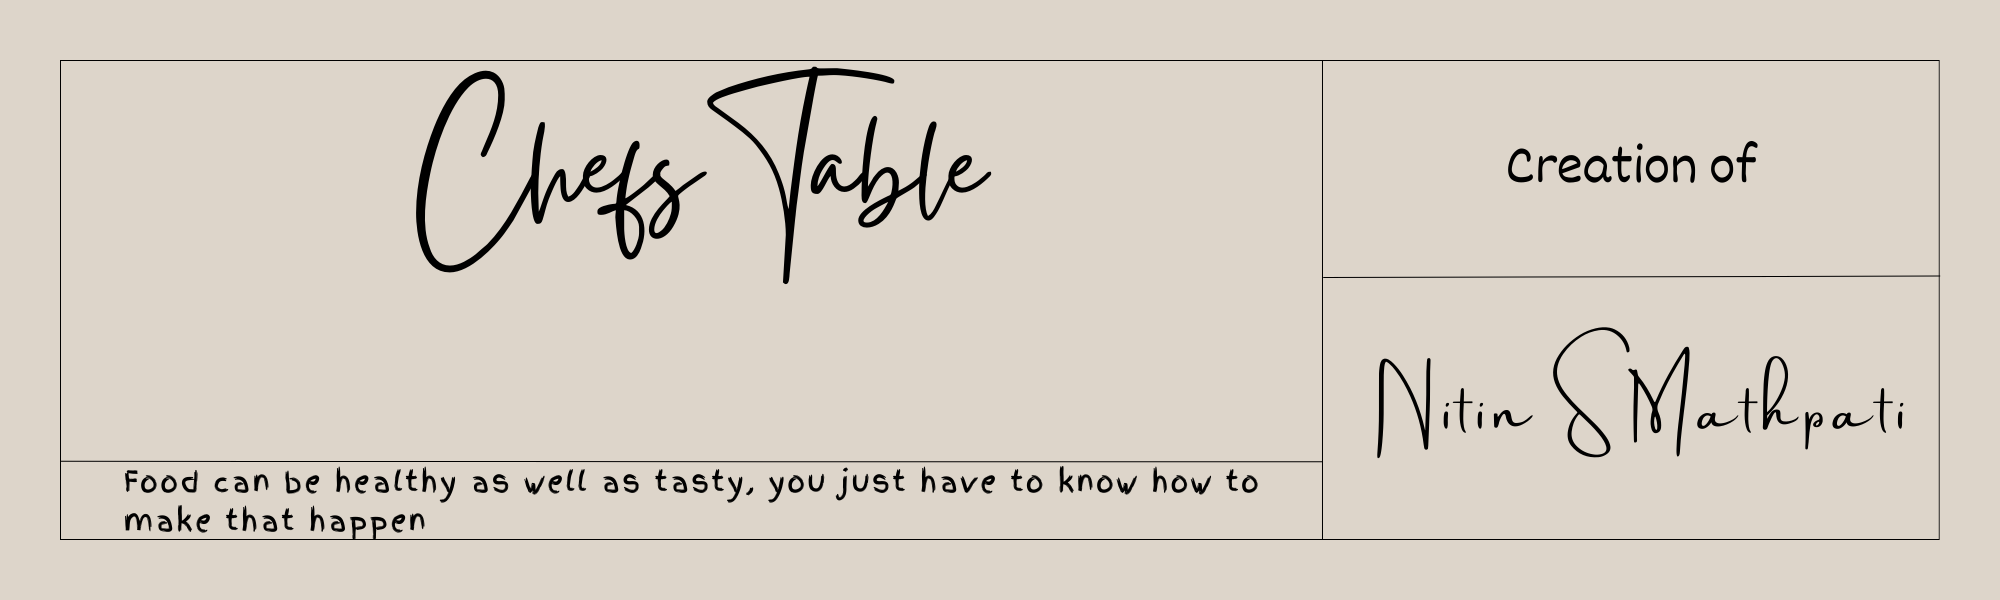 Chefs Table
Food can be healthy as well as tasty, you just have to know how to
make that happen
Creation of
Nitin S Mathpati